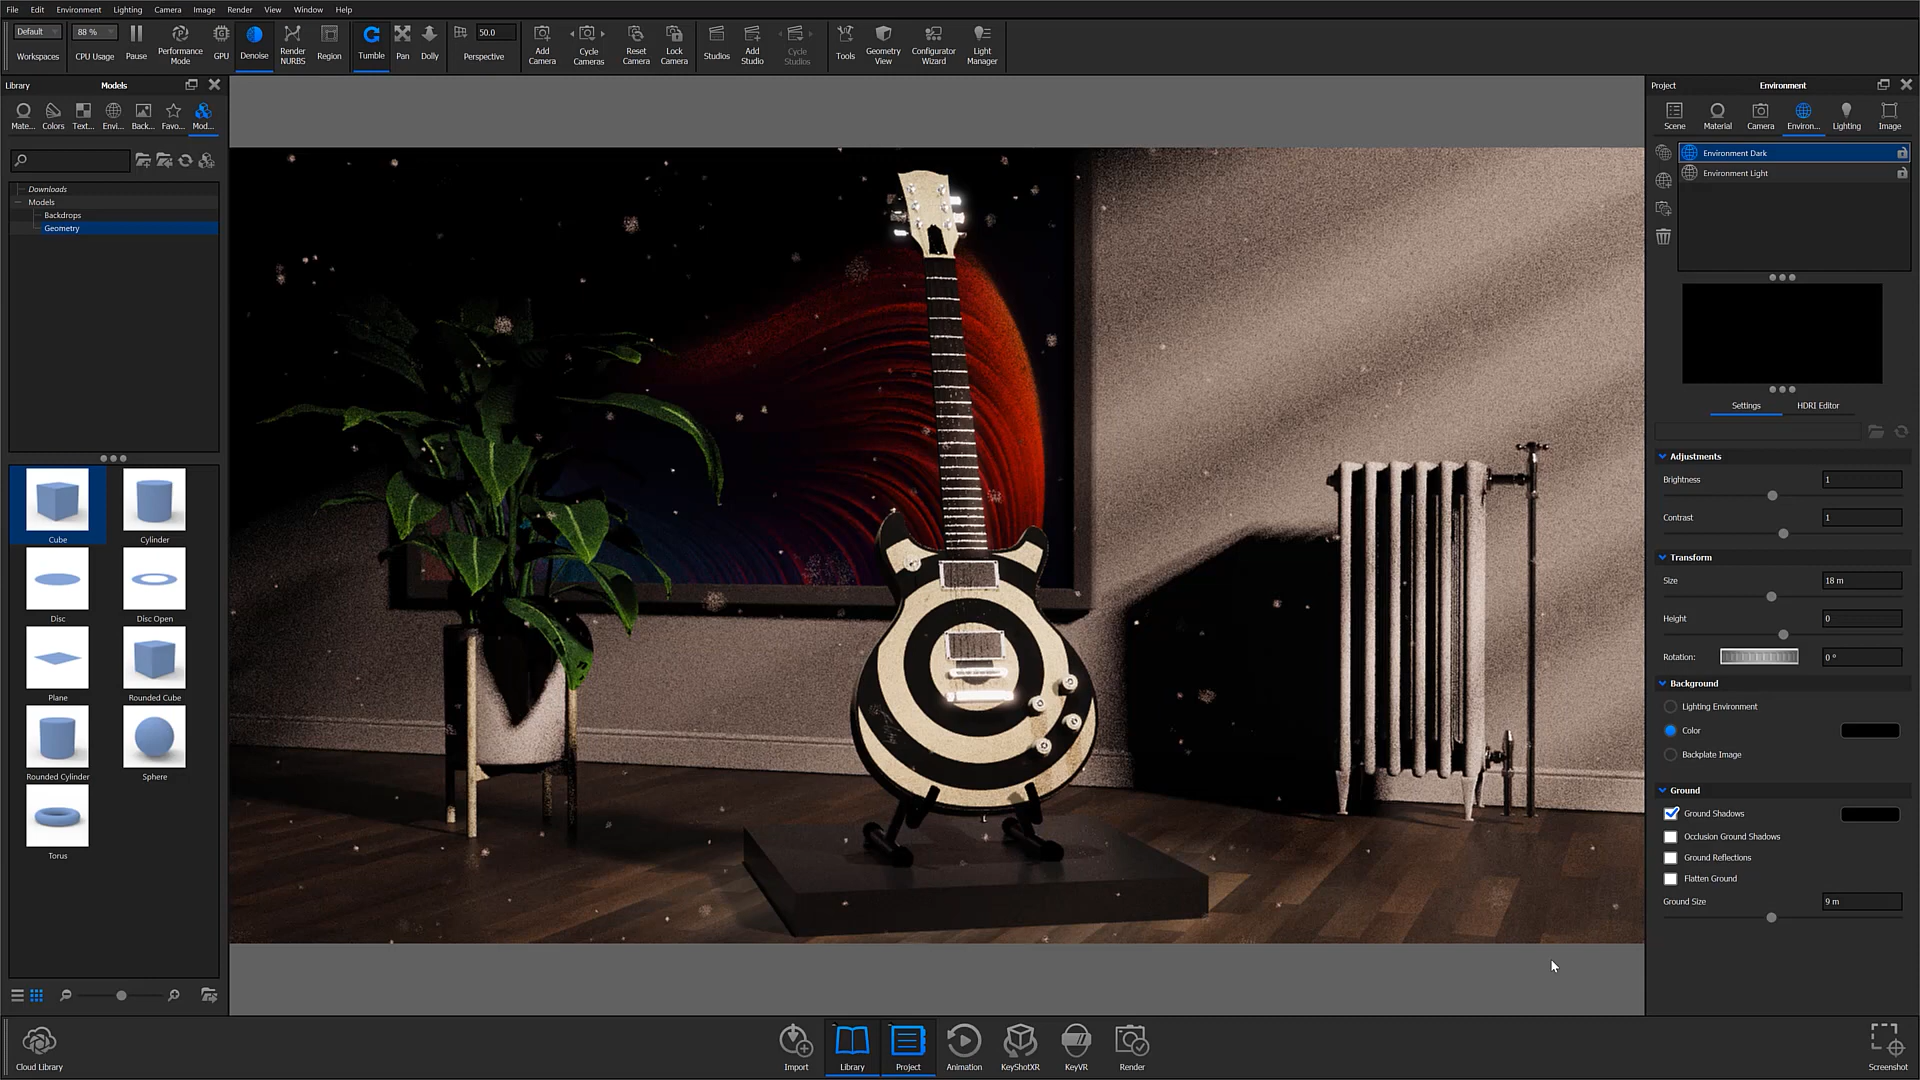 File Edit Environment Lighting Camera Image Render View Window Help
Default 88 % 50.0
Workspaces CPU Usage Pause Performance Mode GPU Denoise Render NURBS Region Tumble Pan Dolly Perspective Add Camera Cycle Cameras Reset Camera Lock Camera Studios Add Studio Cycle Studios Tools Geometry View Configurator Wizard Light Manager
Library Models
Mate... Colors Text... Envi... Back... Favo... Mod...
Downloads
Models
Backdrops
Geometry
Cube Cylinder
Disc Disc Open
Plane Rounded Cube
Rounded Cylinder Sphere
Torus
Project Environment
Scene Material Camera Environ... Lighting Image
Environment Dark
Environment Light
Settings HDRI Editor
Adjustments
Brightness 1
Contrast 1
Transform
Size 18 m
Height 0
Rotation: 0 °
Background
Lighting Environment
Color
Backplate Image
Ground
Ground Shadows
Occlusion Ground Shadows
Ground Reflections
Flatten Ground
Ground Size 9 m
Cloud Library Import Library Project Animation KeyShotXR KeyVR Render Screenshot